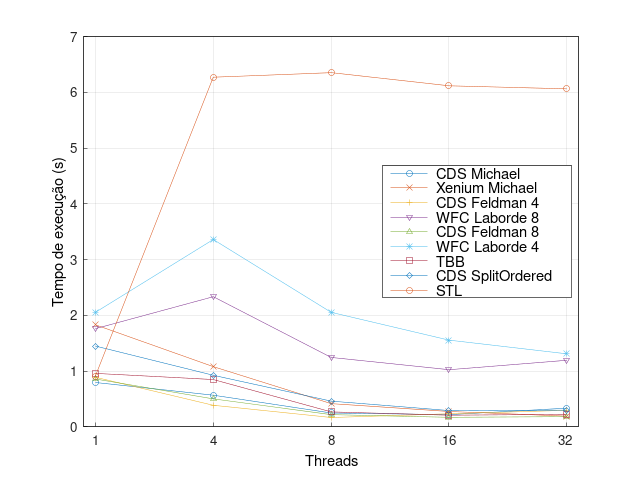 7
6
5
4
3
2
1
0
Tempo de execução (s)
CDS Michael
Xenium Michael
CDS Feldman 4
WFC Laborde 8
CDS Feldman 8
WFC Laborde 4
TBB
CDS SplitOrdered
STL
1 4 8 16 32
Threads